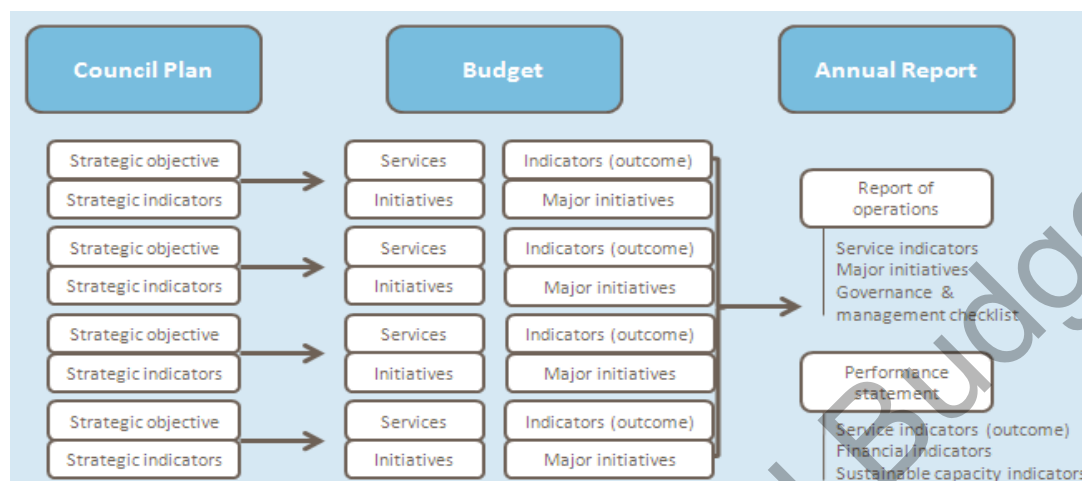 Council Plan
Budget
Annual Report
Strategic objective
Strategic indicators
Strategic objective
Strategic indicators
Strategic objective
Strategic indicators
Strategic objective
Strategic indicators
Services
Initiatives
Services
Initiatives
Services
Initiatives
Services
Initiatives
Indicators (outcome)
Major initiatives
Indicators (outcome)
Major initiatives
Indicators (outcome)
Major initiatives
Indicators (outcome)
Major initiatives
Report of
operations
Service indicators
Major initiatives
Governance &
management checklist
Performance
statement
Service indicators (outcome)
Financial indicators
Sustainable capacity indicators